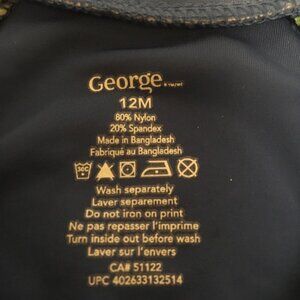 George
12M
80% Nylon
20% Spandex
Made in Bangladesh
Fabriqué au Bangladesh
Wash separately
Laver separement
Do not iron on print
Ne pas repasser l'imprime
Turn inside out before wash
Laver sur l'envers
CA# 51122
UPC 402633132514